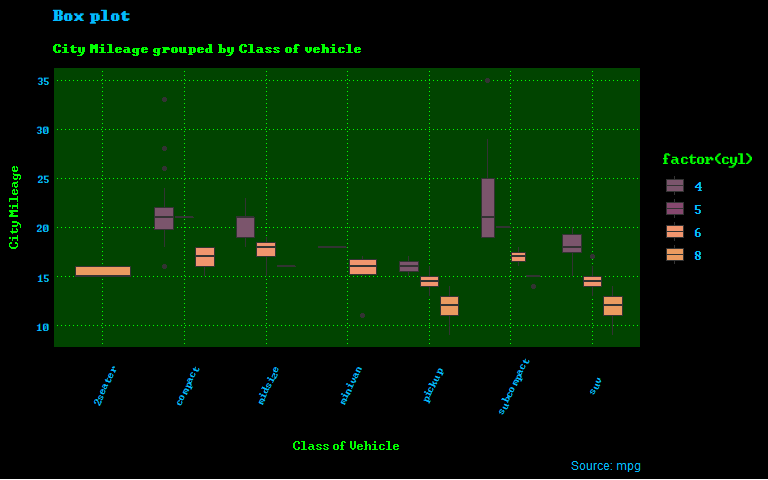 Box plot
City Mileage grouped by Class of vehicle
City Mileage
35
30
25
20
15
10
2seater
compact
midsize
minivan
pickup
subcompact
suv
Class of Vehicle
factor(cyl)
4
5
6
8
Source: mpg